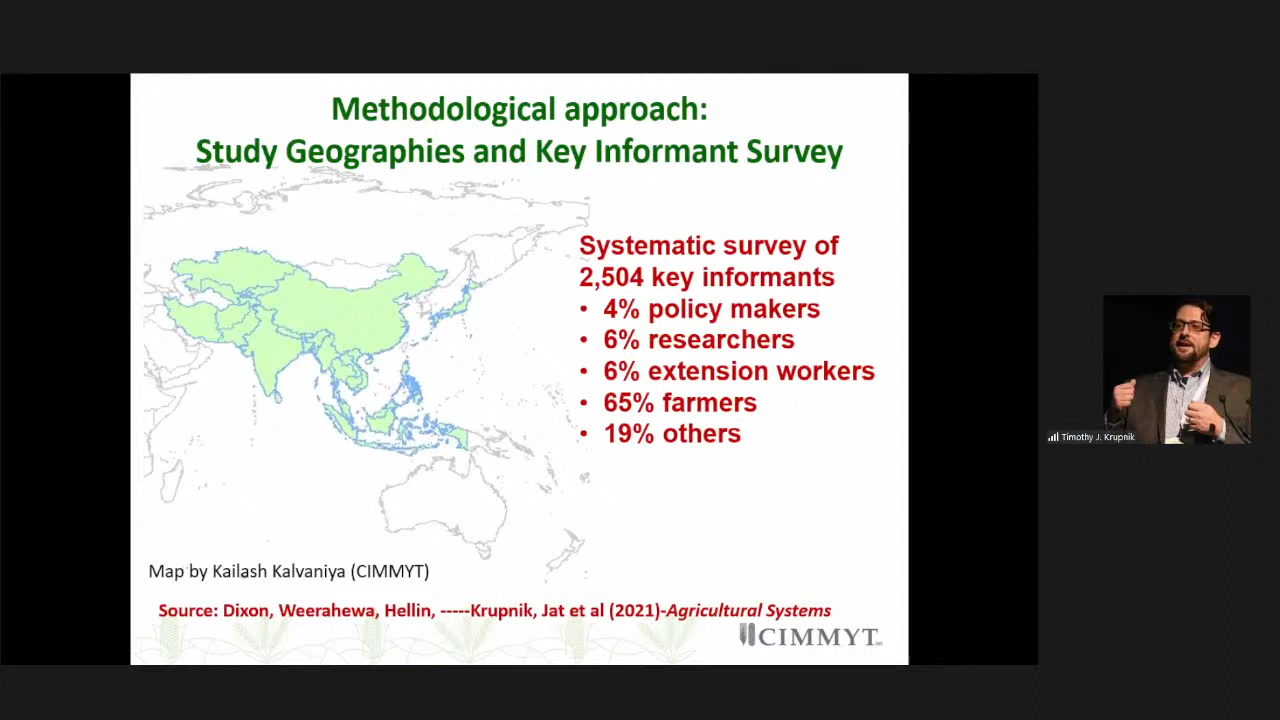 Methodological approach:
Study Geographies and Key Informant Survey
Systematic survey of
2,504 key informants
• 4% policy makers
• 6% researchers
• 6% extension workers
• 65% farmers
• 19% others
Timothy J. Krupnik
Map by Kailash Kalvaniya (CIMMYT)
Source: Dixon, Weerahewa, Hellin, -----Krupnik, Jat et al (2021)-Agricultural Systems
CIMMYT